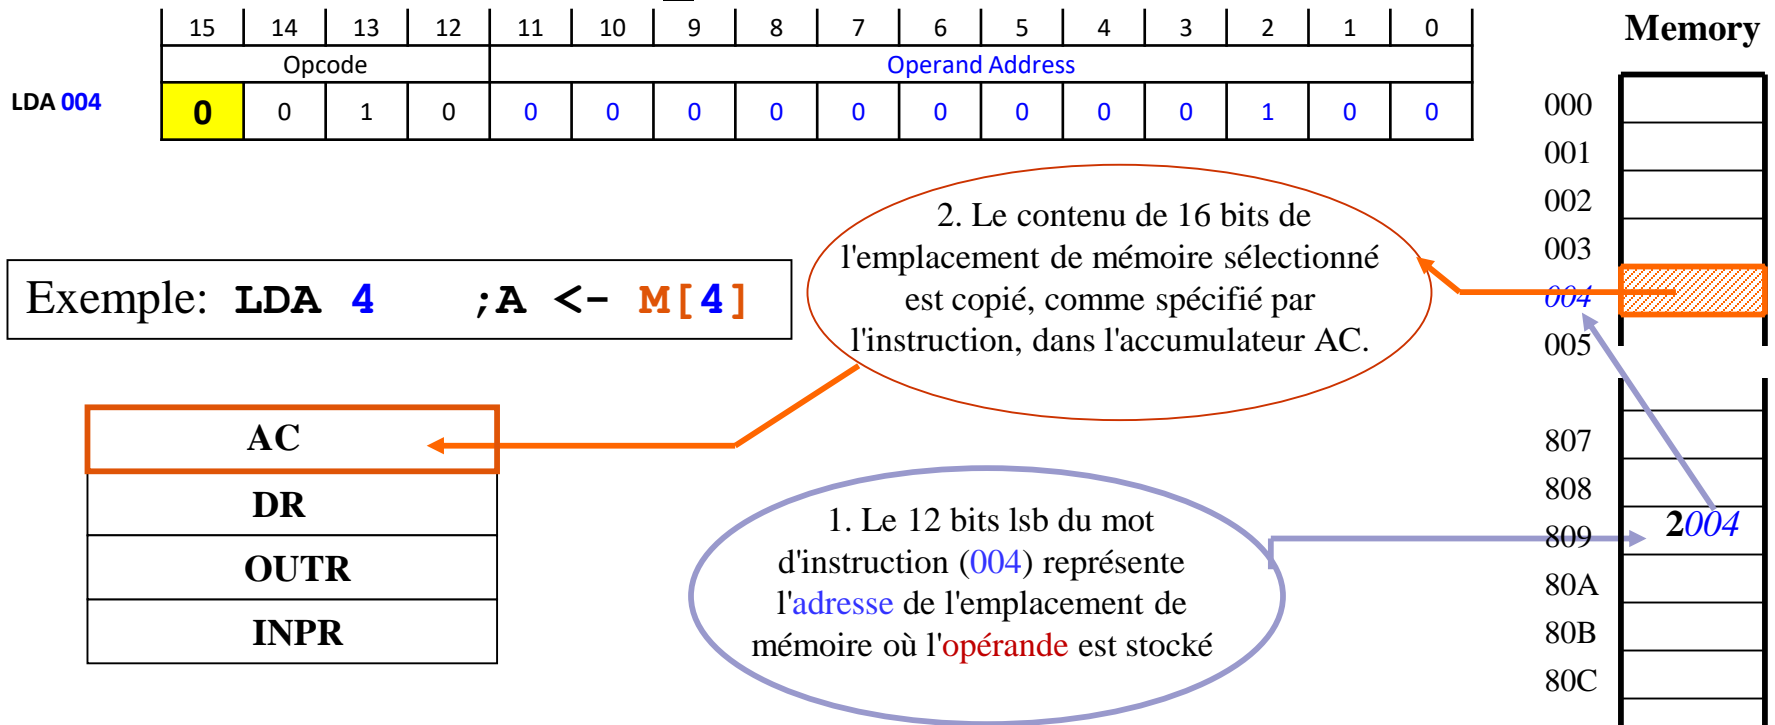 15 14 13 12 11 10 9 8 7 6 5 4 3 2 1 0
Opcode Operand Address
LDA 004 0 0 1 0 0 0 0 0 0 0 0 0 0 1 0 0
Memory
000
001
002
003
004
005
807
808
809 2004
80A
80B
80C
2. Le contenu de 16 bits de
l'emplacement de mémoire sélectionné
est copié, comme spécifié par
l'instruction, dans l'accumulateur AC.
Exemple: LDA 4 ;A <- M[4]
AC
DR
OUTR
INPR
1. Le 12 bits lsb du mot
d'instruction (004) représente
l'adresse de l'emplacement de
mémoire où l'opérande est stocké